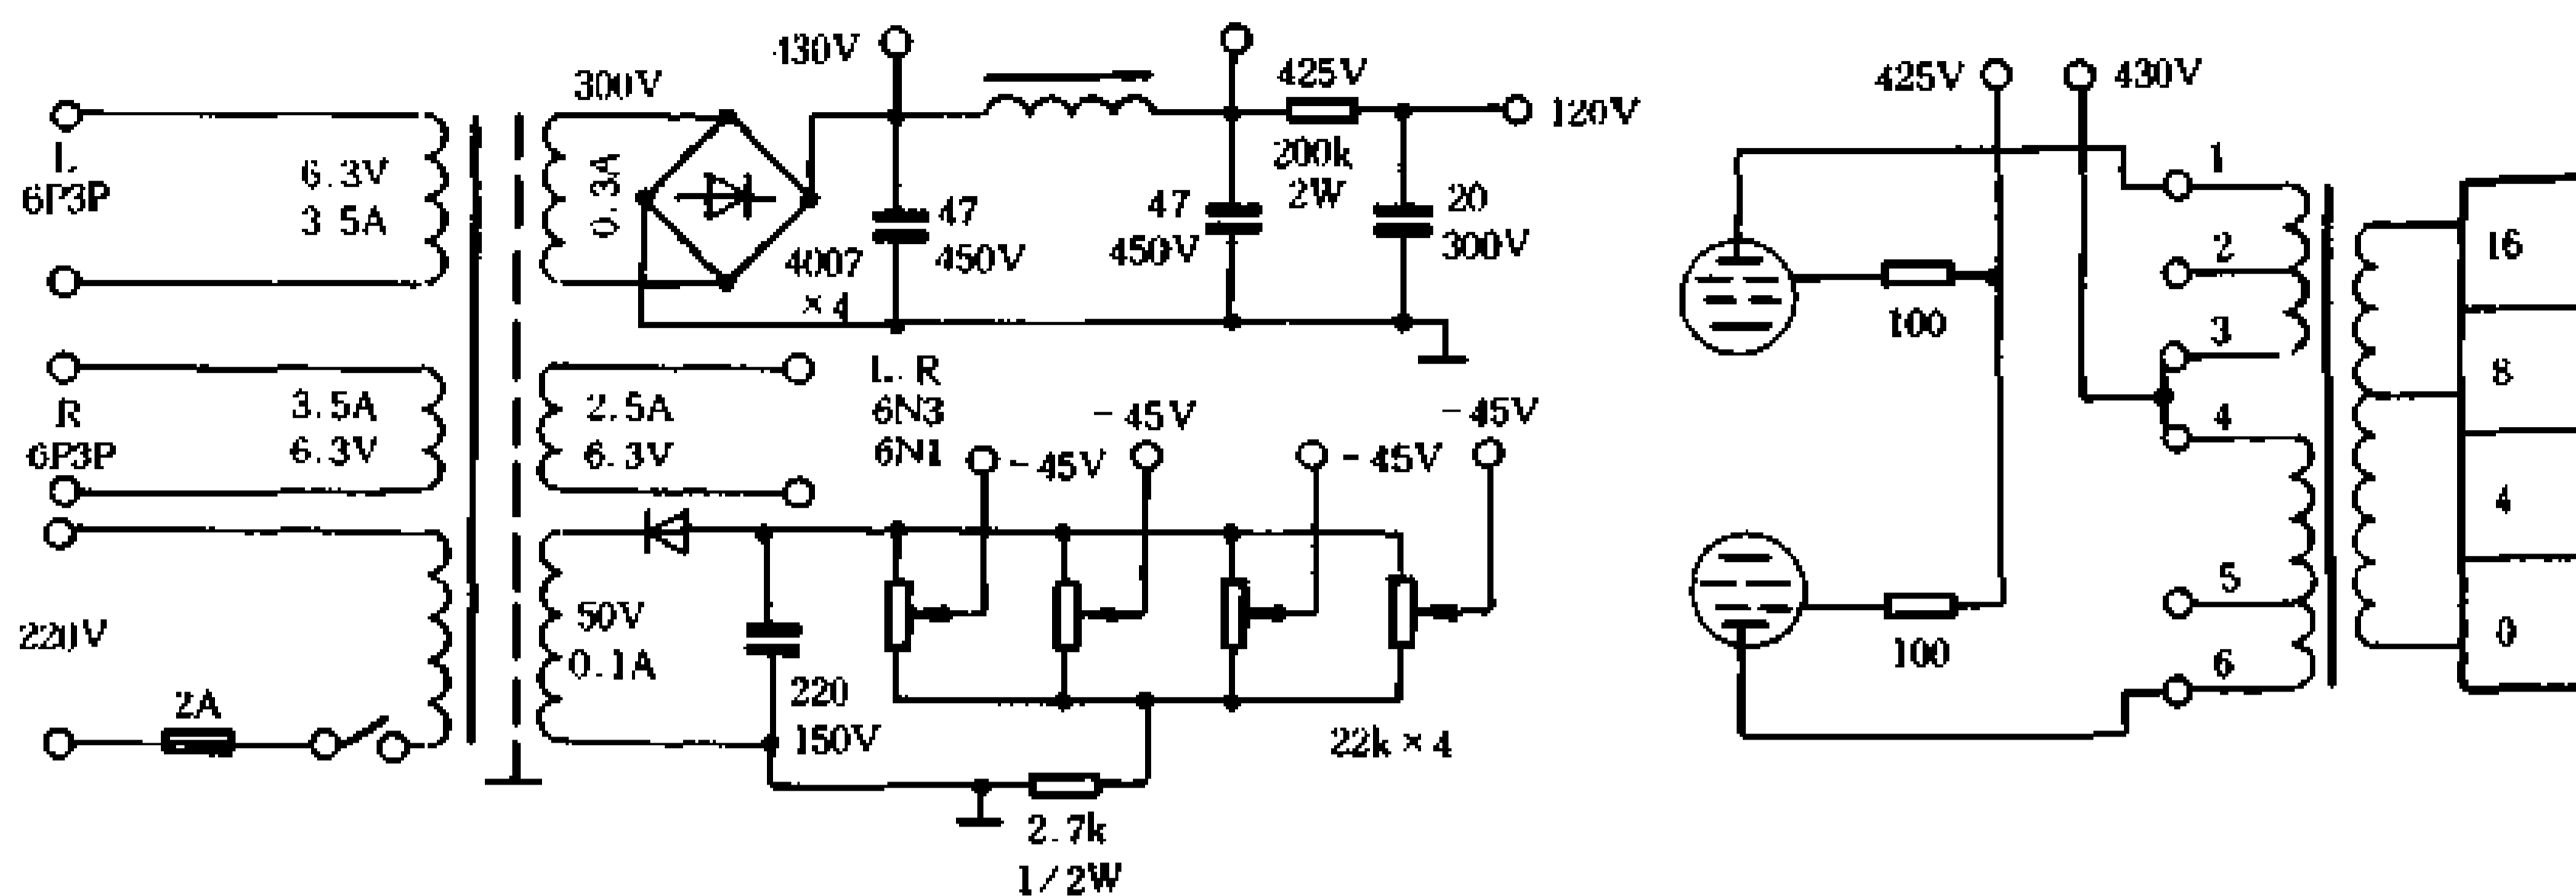 L
6P3P
6.3V
3.5A
300V
0.3A
4007
×4
430V
47
450V
47
450V
425V
200k
2W
20
300V
120V
R
6P3P
3.5A
6.3V
2.5A
6.3V
L. R
6N3
6N1
-45V
-45V
-45V
-45V
220V
2A
50V
0.1A
220
150V
22k×4
2.7k
1/2W
425V
430V
100
100
1
2
3
4
5
6
16
8
4
0